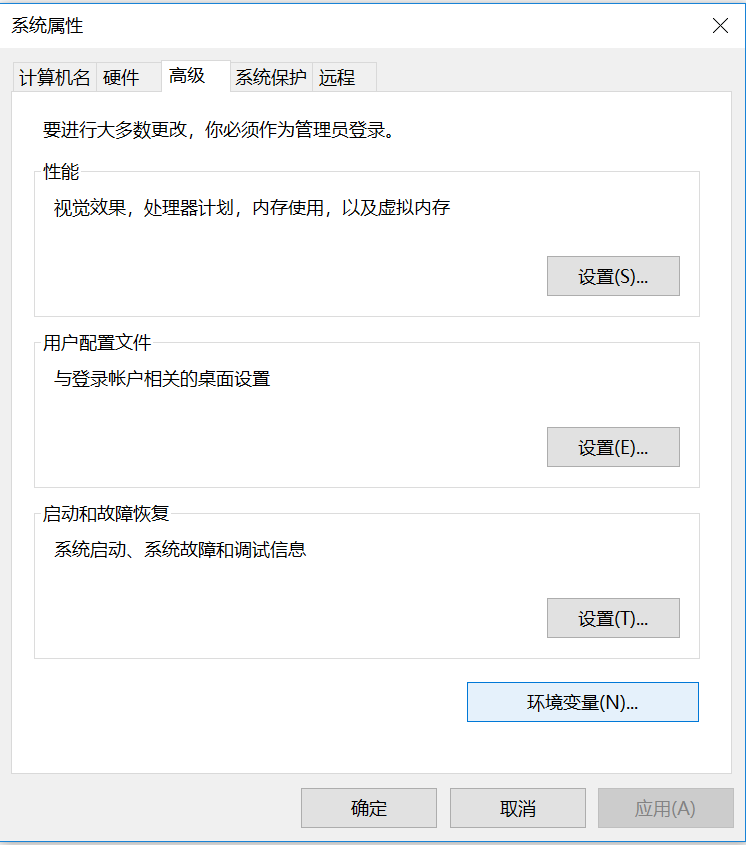 系统属性
计算机名 硬件 高级 系统保护 远程
要进行大多数更改，你必须作为管理员登录。
性能
视觉效果，处理器计划，内存使用，以及虚拟内存
设置(S)...
用户配置文件
与登录帐户相关的桌面设置
设置(E)...
启动和故障恢复
系统启动、系统故障和调试信息
设置(T)...
环境变量(N)...
确定 取消 应用(A)